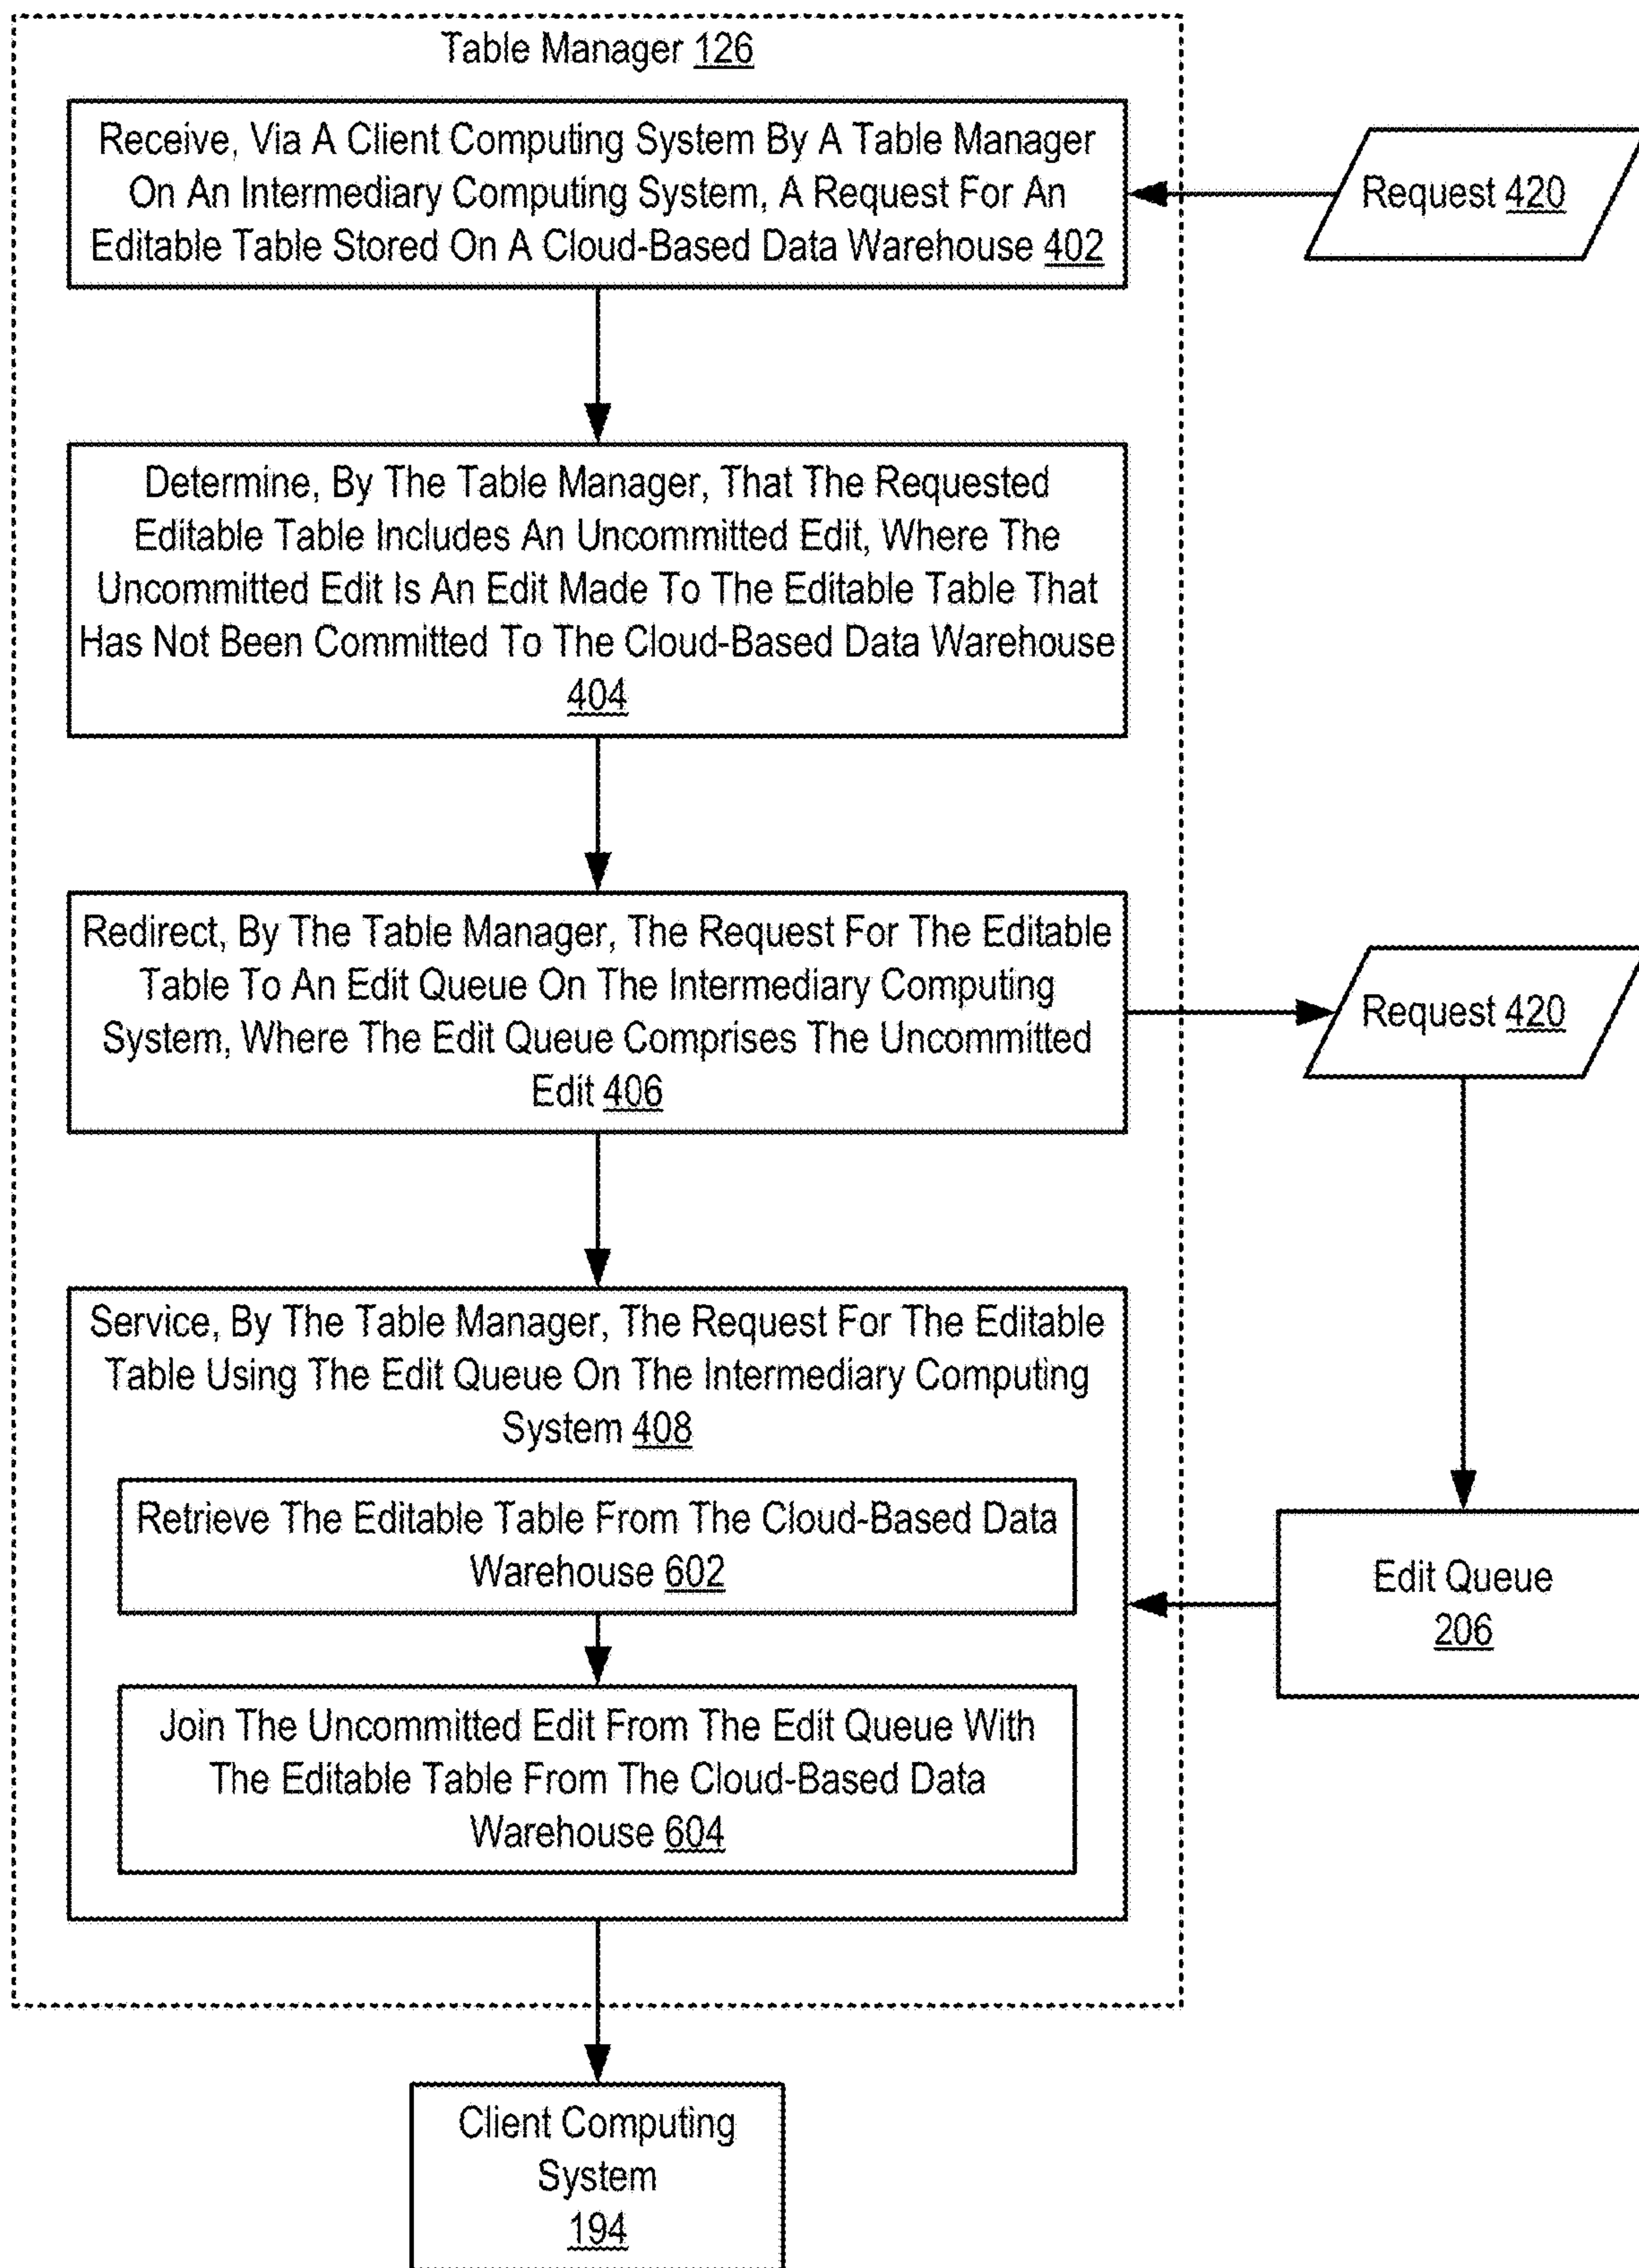 Table Manager 126
Receive, Via A Client Computing System By A Table Manager
On An Intermediary Computing System, A Request For An
Editable Table Stored On A Cloud-Based Data Warehouse 402
Request 420
Determine, By The Table Manager, That The Requested
Editable Table Includes An Uncommitted Edit, Where The
Uncommitted Edit Is An Edit Made To The Editable Table That
Has Not Been Committed To The Cloud-Based Data Warehouse
404
Redirect, By The Table Manager, The Request For The Editable
Table To An Edit Queue On The Intermediary Computing
System, Where The Edit Queue Comprises The Uncommitted
Edit 406
Request 420
Service, By The Table Manager, The Request For The Editable
Table Using The Edit Queue On The Intermediary Computing
System 408
Retrieve The Editable Table From The Cloud-Based Data
Warehouse 602
Edit Queue
206
Join The Uncommitted Edit From The Edit Queue With
The Editable Table From The Cloud-Based Data
Warehouse 604
Client Computing
System
194